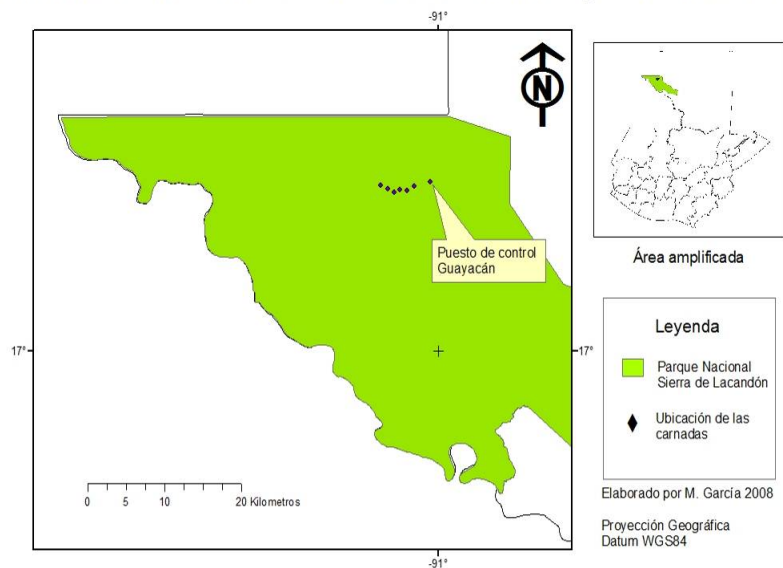 -91°
N
Puesto de control
Guayacán
17°
17°
0 5 10 20 Kilometros
-91°
Área amplificada
Leyenda
Parque Nacional
Sierra de Lacandón
Ubicación de las
carnadas
Elaborado por M. García 2008
Proyección Geográfica
Datum WGS84